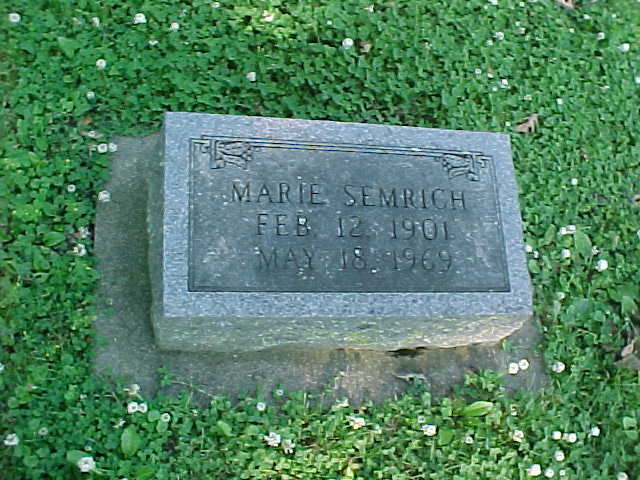 MARIE SEMRICH
FEB 12, 1901
MAY 18, 1969